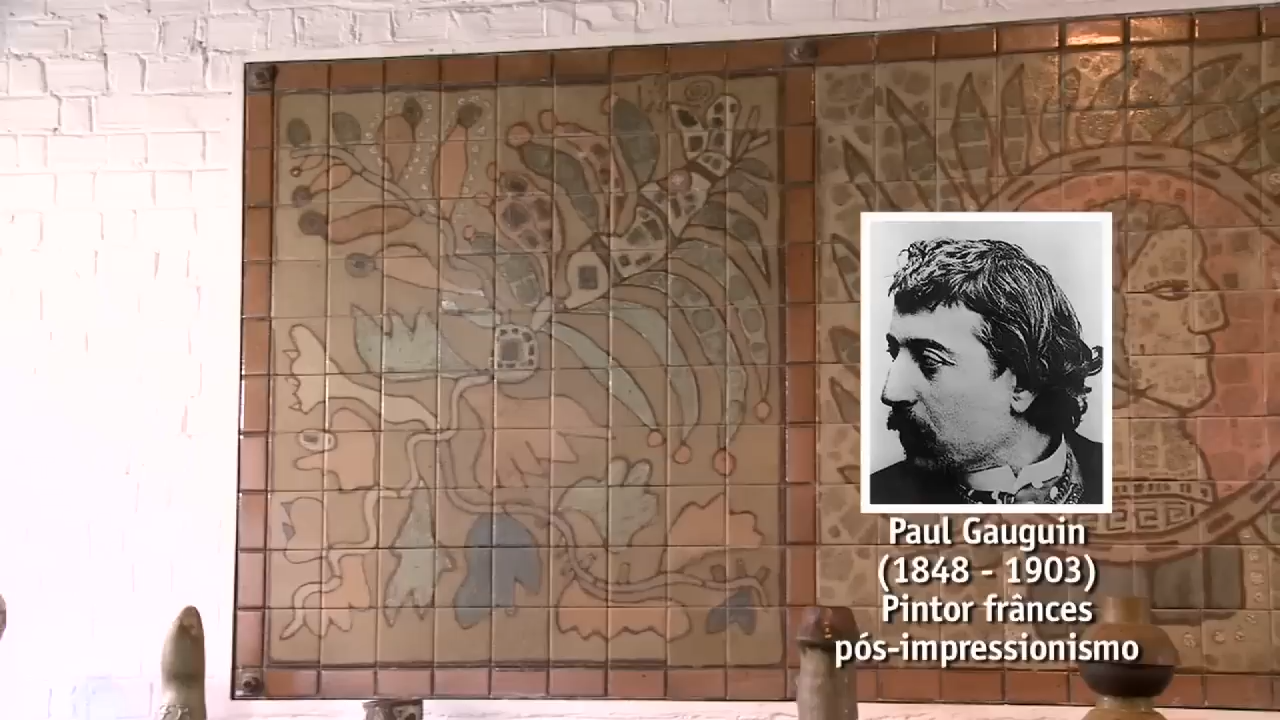 Paul Gauguin
(1848 - 1903)
Pintor frânces
pós-impressionismo